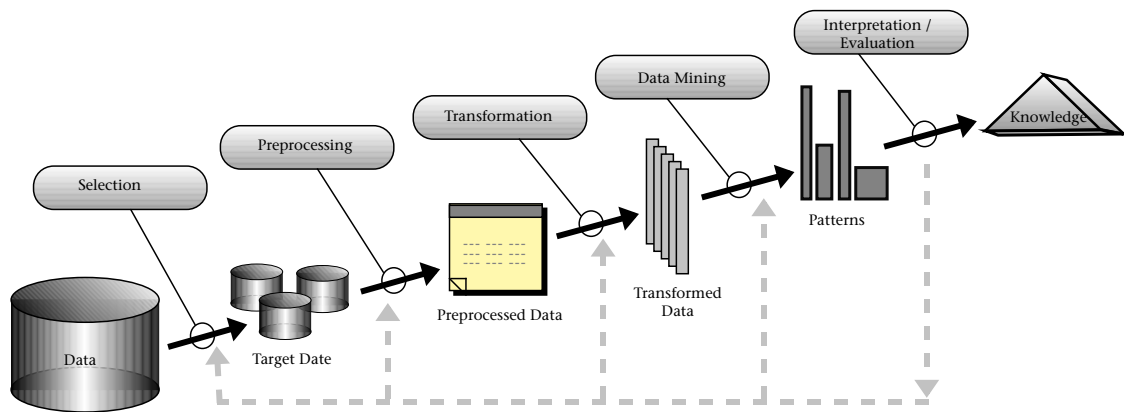 Interpretation /
Evaluation
Data Mining
Transformation
Preprocessing
Selection
Data
Target Date
Preprocessed Data
Transformed
Data
Patterns
Knowledge